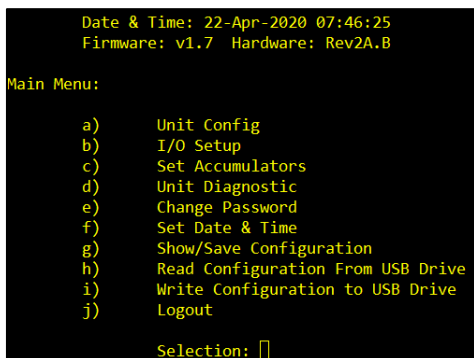 Date & Time: 22-Apr-2020 07:46:25
Firmware: v1.7 Hardware: Rev2A.B
Main Menu:
a) Unit Config
b) I/O Setup
c) Set Accumulators
d) Unit Diagnostic
e) Change Password
f) Set Date & Time
g) Show/Save Configuration
h) Read Configuration From USB Drive
i) Write Configuration to USB Drive
j) Logout
Selection: